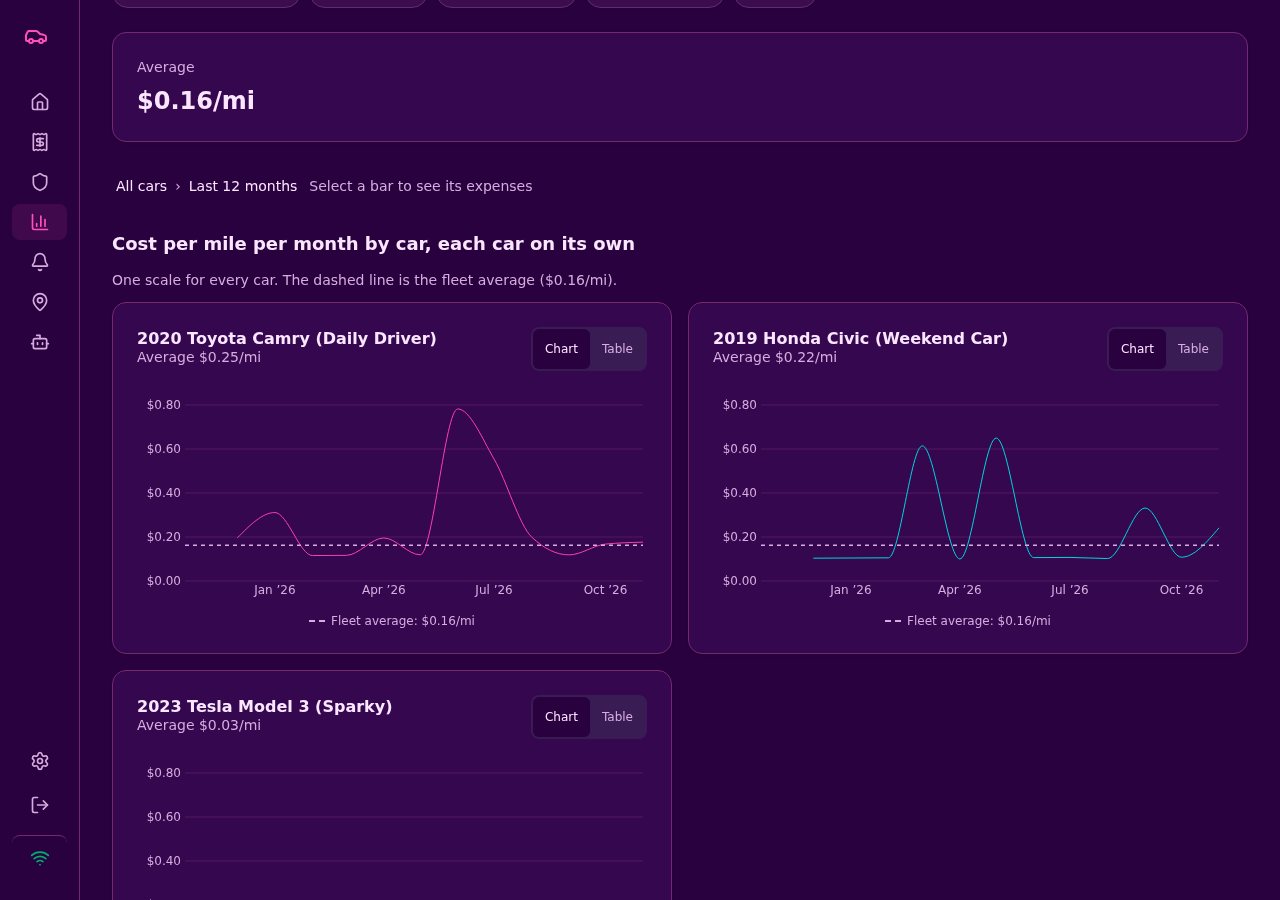 Average
$0.16/mi
All cars › Last 12 months Select a bar to see its expenses
Cost per mile per month by car, each car on its own
One scale for every car. The dashed line is the fleet average ($0.16/mi).
2020 Toyota Camry (Daily Driver)
Average $0.25/mi
Chart Table
$0.80
$0.60
$0.40
$0.20
$0.00
Jan ’26 Apr ’26 Jul ’26 Oct ’26
Fleet average: $0.16/mi
2019 Honda Civic (Weekend Car)
Average $0.22/mi
Chart Table
$0.80
$0.60
$0.40
$0.20
$0.00
Jan ’26 Apr ’26 Jul ’26 Oct ’26
Fleet average: $0.16/mi
2023 Tesla Model 3 (Sparky)
Average $0.03/mi
Chart Table
$0.80
$0.60
$0.40